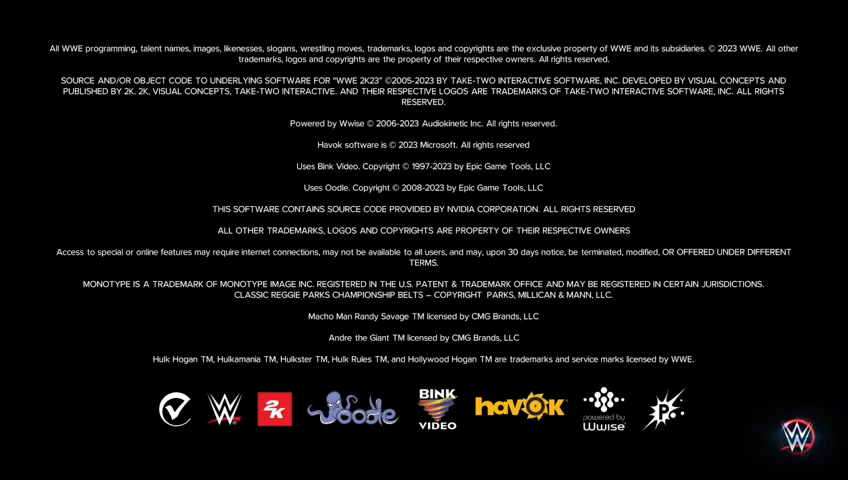 All WWE programming, talent names, images, likenesses, slogans, wrestling moves, trademarks, logos and copyrights are the exclusive property of WWE and its subsidiaries. © 2023 WWE. All other
trademarks, logos and copyrights are the property of their respective owners. All rights reserved.
SOURCE AND/OR OBJECT CODE TO UNDERLYING SOFTWARE FOR "WWE 2K23" ©2005-2023 BY TAKE-TWO INTERACTIVE SOFTWARE, INC. DEVELOPED BY VISUAL CONCEPTS AND
PUBLISHED BY 2K. 2K, VISUAL CONCEPTS, TAKE-TWO INTERACTIVE. AND THEIR RESPECTIVE LOGOS ARE TRADEMARKS OF TAKE-TWO INTERACTIVE SOFTWARE, INC. ALL RIGHTS
RESERVED.
Powered by Wwise © 2006-2023 Audiokinetic Inc. All rights reserved.
Havok software is © 2023 Microsoft. All rights reserved
Uses Bink Video. Copyright © 1997-2023 by Epic Game Tools, LLC
Uses Oodle. Copyright © 2008-2023 by Epic Game Tools, LLC
THIS SOFTWARE CONTAINS SOURCE CODE PROVIDED BY NVIDIA CORPORATION. ALL RIGHTS RESERVED
ALL OTHER TRADEMARKS, LOGOS AND COPYRIGHTS ARE PROPERTY OF THEIR RESPECTIVE OWNERS
Access to special or online features may require internet connections, may not be available to all users, and may, upon 30 days notice, be terminated, modified, OR OFFERED UNDER DIFFERENT
TERMS.
MONOTYPE IS A TRADEMARK OF MONOTYPE IMAGE INC. REGISTERED IN THE U.S. PATENT & TRADEMARK OFFICE AND MAY BE REGISTERED IN CERTAIN JURISDICTIONS.
CLASSIC REGGIE PARKS CHAMPIONSHIP BELTS – COPYRIGHT PARKS, MILLICAN & MANN, LLC.
Macho Man Randy Savage TM licensed by CMG Brands, LLC
Andre the Giant TM licensed by CMG Brands, LLC
Hulk Hogan TM, Hulkamania TM, Hulkster TM, Hulk Rules TM, and Hollywood Hogan TM are trademarks and service marks licensed by WWE.
W 2K oodle BINK VIDEO havok powered by Wwise P
W